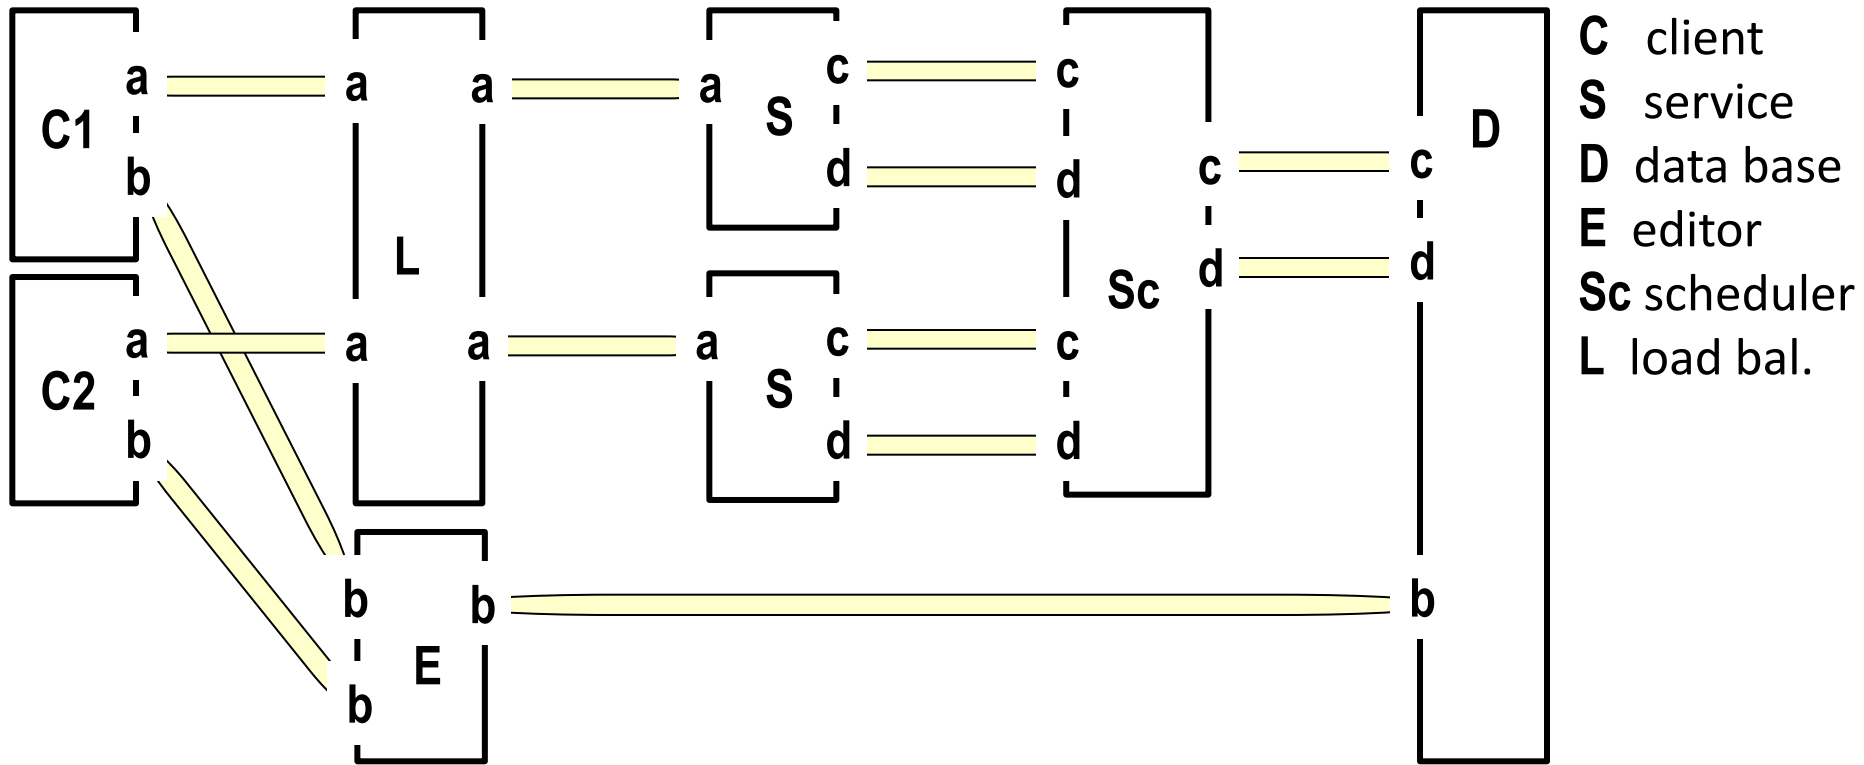 C client
S service
D data base
E editor
Sc scheduler
L load bal.
C1
a
b
C2
a
b
L
a
a
a
a
S
a
c
d
S
a
c
d
Sc
c
d
c
d
c
d
D
c
d
b
E
b
b
b